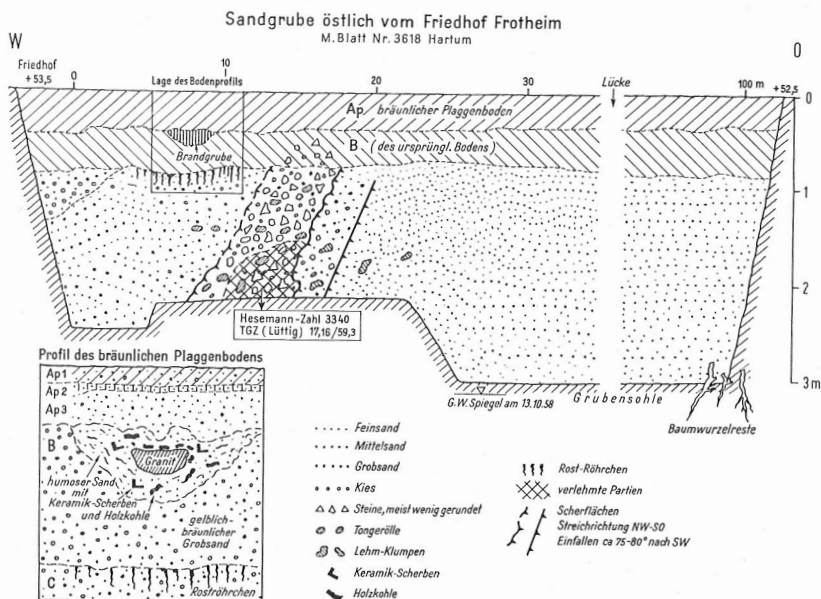 Sandgrube östlich vom Friedhof Frotheim
M.Blatt Nr. 3618 Hartum
W
O
Friedhof
+ 53,5
0
Lage des Bodenprofils
10
20
30
Lücke
100 m
+ 52,5
0
1
2
3m
Ap bräunlicher Plaggenboden
B (des ursprüngl. Bodens)
Brandgrube
Hesemann-Zahl 3340
TGZ (Lüttig) 17,16/59,3
G.W. Spiegel am 13.10.58
Grubensohle
Baumwurzelreste
Profil des bräunlichen Plaggenbodens
Ap1
Ap2
Ap3
B
Granit
humoser Sand
mit
Keramik-Scherben
und Holzkohle
gelblich-
bräunlicher
Grobsand
C
Roströhrchen
Feinsand
Mittelsand
Grobsand
Kies
Steine, meist wenig gerundet
Tongerölle
Lehm-Klumpen
Keramik-Scherben
Holzkohle
Rost-Röhrchen
verlehmte Partien
Scherflächen
Streichrichtung NW-SO
Einfallen ca 75-80° nach SW